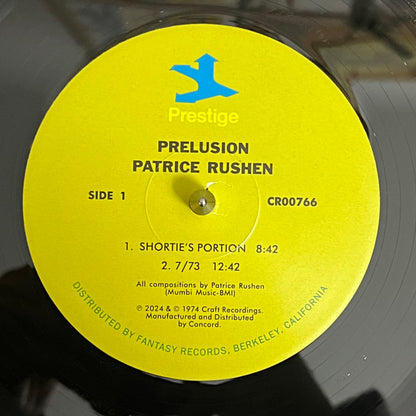 Prestige
PRELUSION
PATRICE RUSHEN
SIDE 1 CR00766
1. SHORTIE'S PORTION 8:42
2. 7/73 12:42
All compositions by Patrice Rushen
(Mumbi Music-BMI)
℗ 2024 & © 1974 Craft Recordings.
Manufactured and Distributed
by Concord.
DISTRIBUTED BY FANTASY RECORDS, BERKELEY, CALIFORNIA